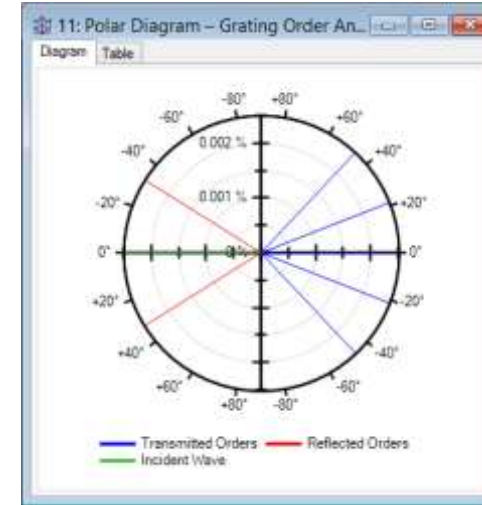 11: Polar Diagram – Grating Order An...
Diagram Table
-80° +80°
-60° +60°
0.002 %
-40° +40°
0.001 %
-20° +20°
0° 0 % 0°
+20° -20°
+40° -40°
+60° -60°
+80° -80°
Transmitted Orders Reflected Orders
Incident Wave